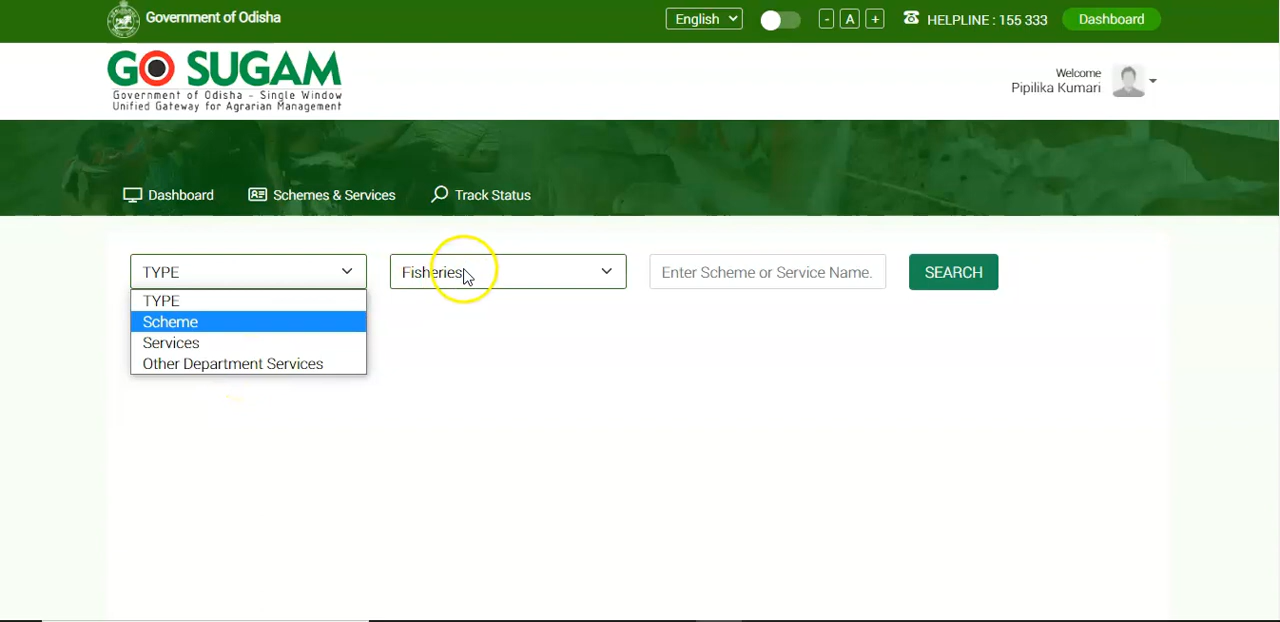 Government of Odisha
English
- A +
HELPLINE : 155 333
Dashboard
GO SUGAM
Government of Odisha - Single Window
Unified Gateway for Agrarian Management
Welcome
Pipilika Kumari
Dashboard
Schemes & Services
Track Status
TYPE
Fisheries
Enter Scheme or Service Name.
SEARCH
TYPE
Scheme
Services
Other Department Services